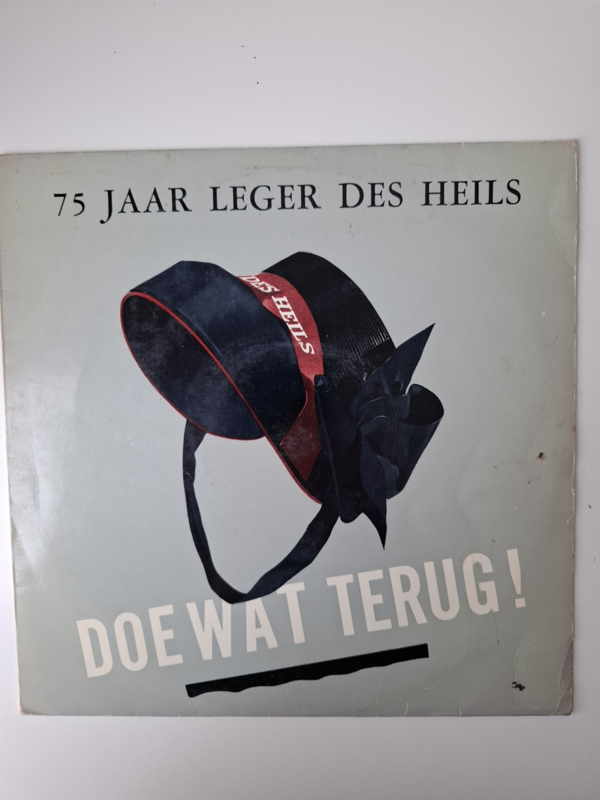 75 JAAR LEGER DES HEILS
DES HEILS
DOE WAT TERUG!